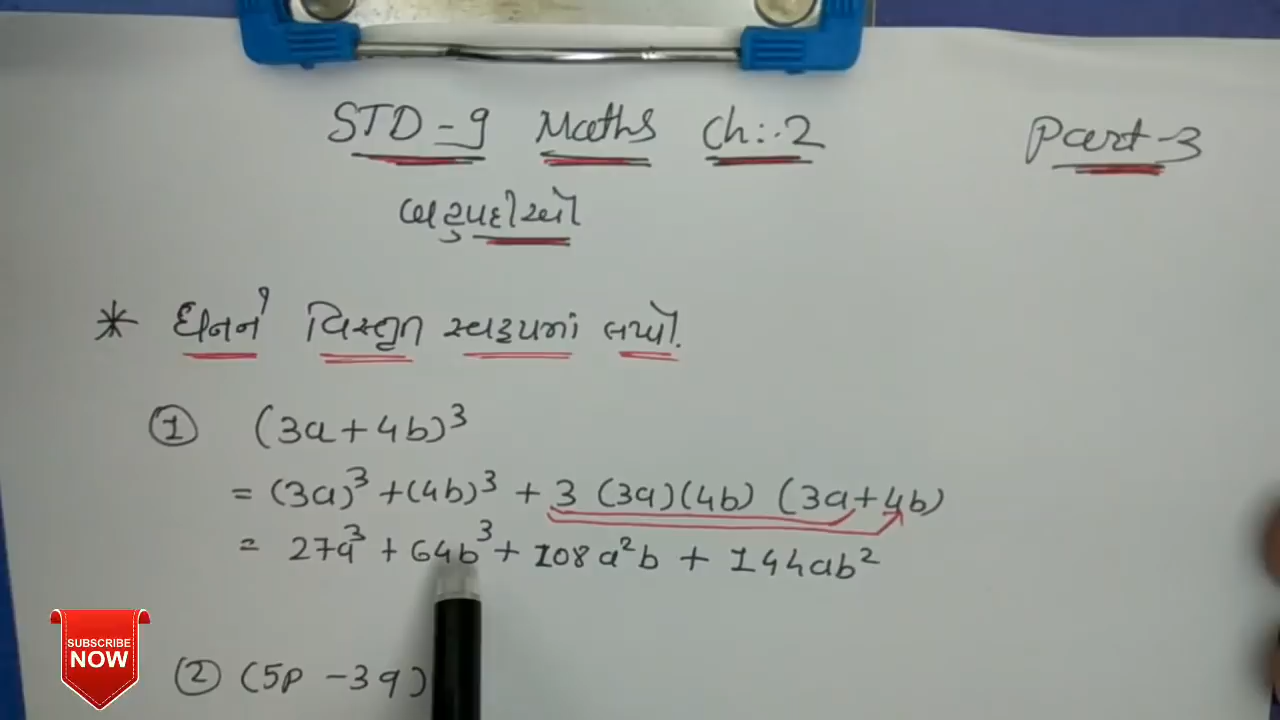 STD-9 Maths Ch:-2 Part-3
બહુપદીઓ
* ઘનને વિસ્તૃત સ્વરૂપમાં લખો.
① (3a+4b)³
= (3a)³ +(4b)³ + 3 (3a)(4b) (3a+4b)
= 27a³ + 64b³ + 108a²b + 144ab²
② (5p -3q)
SUBSCRIBE
NOW